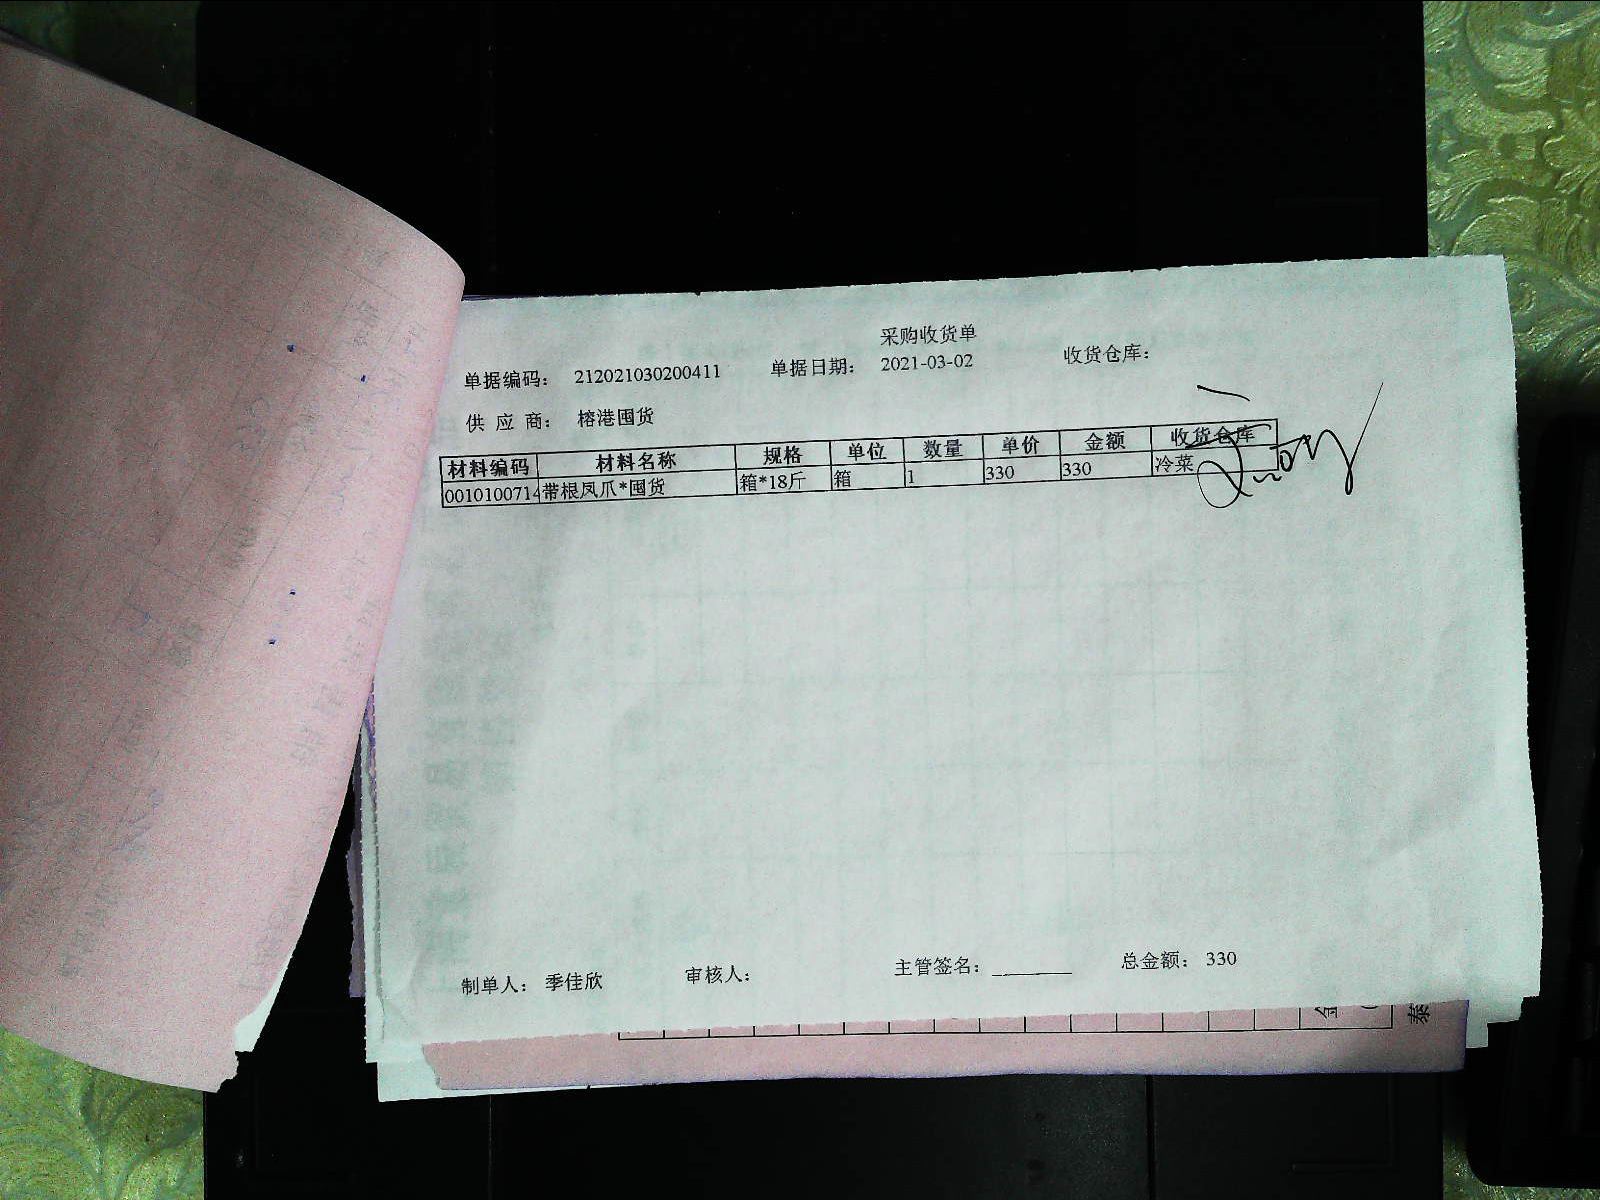 采购收货单
单据编码： 212021030200411 单据日期： 2021-03-02 收货仓库：
供 应 商： 榕港囤货
材料编码 材料名称 规格 单位 数量 单价 金额 收货仓库
0010100714 带根凤爪*囤货 箱*18斤 箱 1 330 330 冷菜
制单人： 季佳欣 审核人： 主管签名： 总金额： 330
金
泰